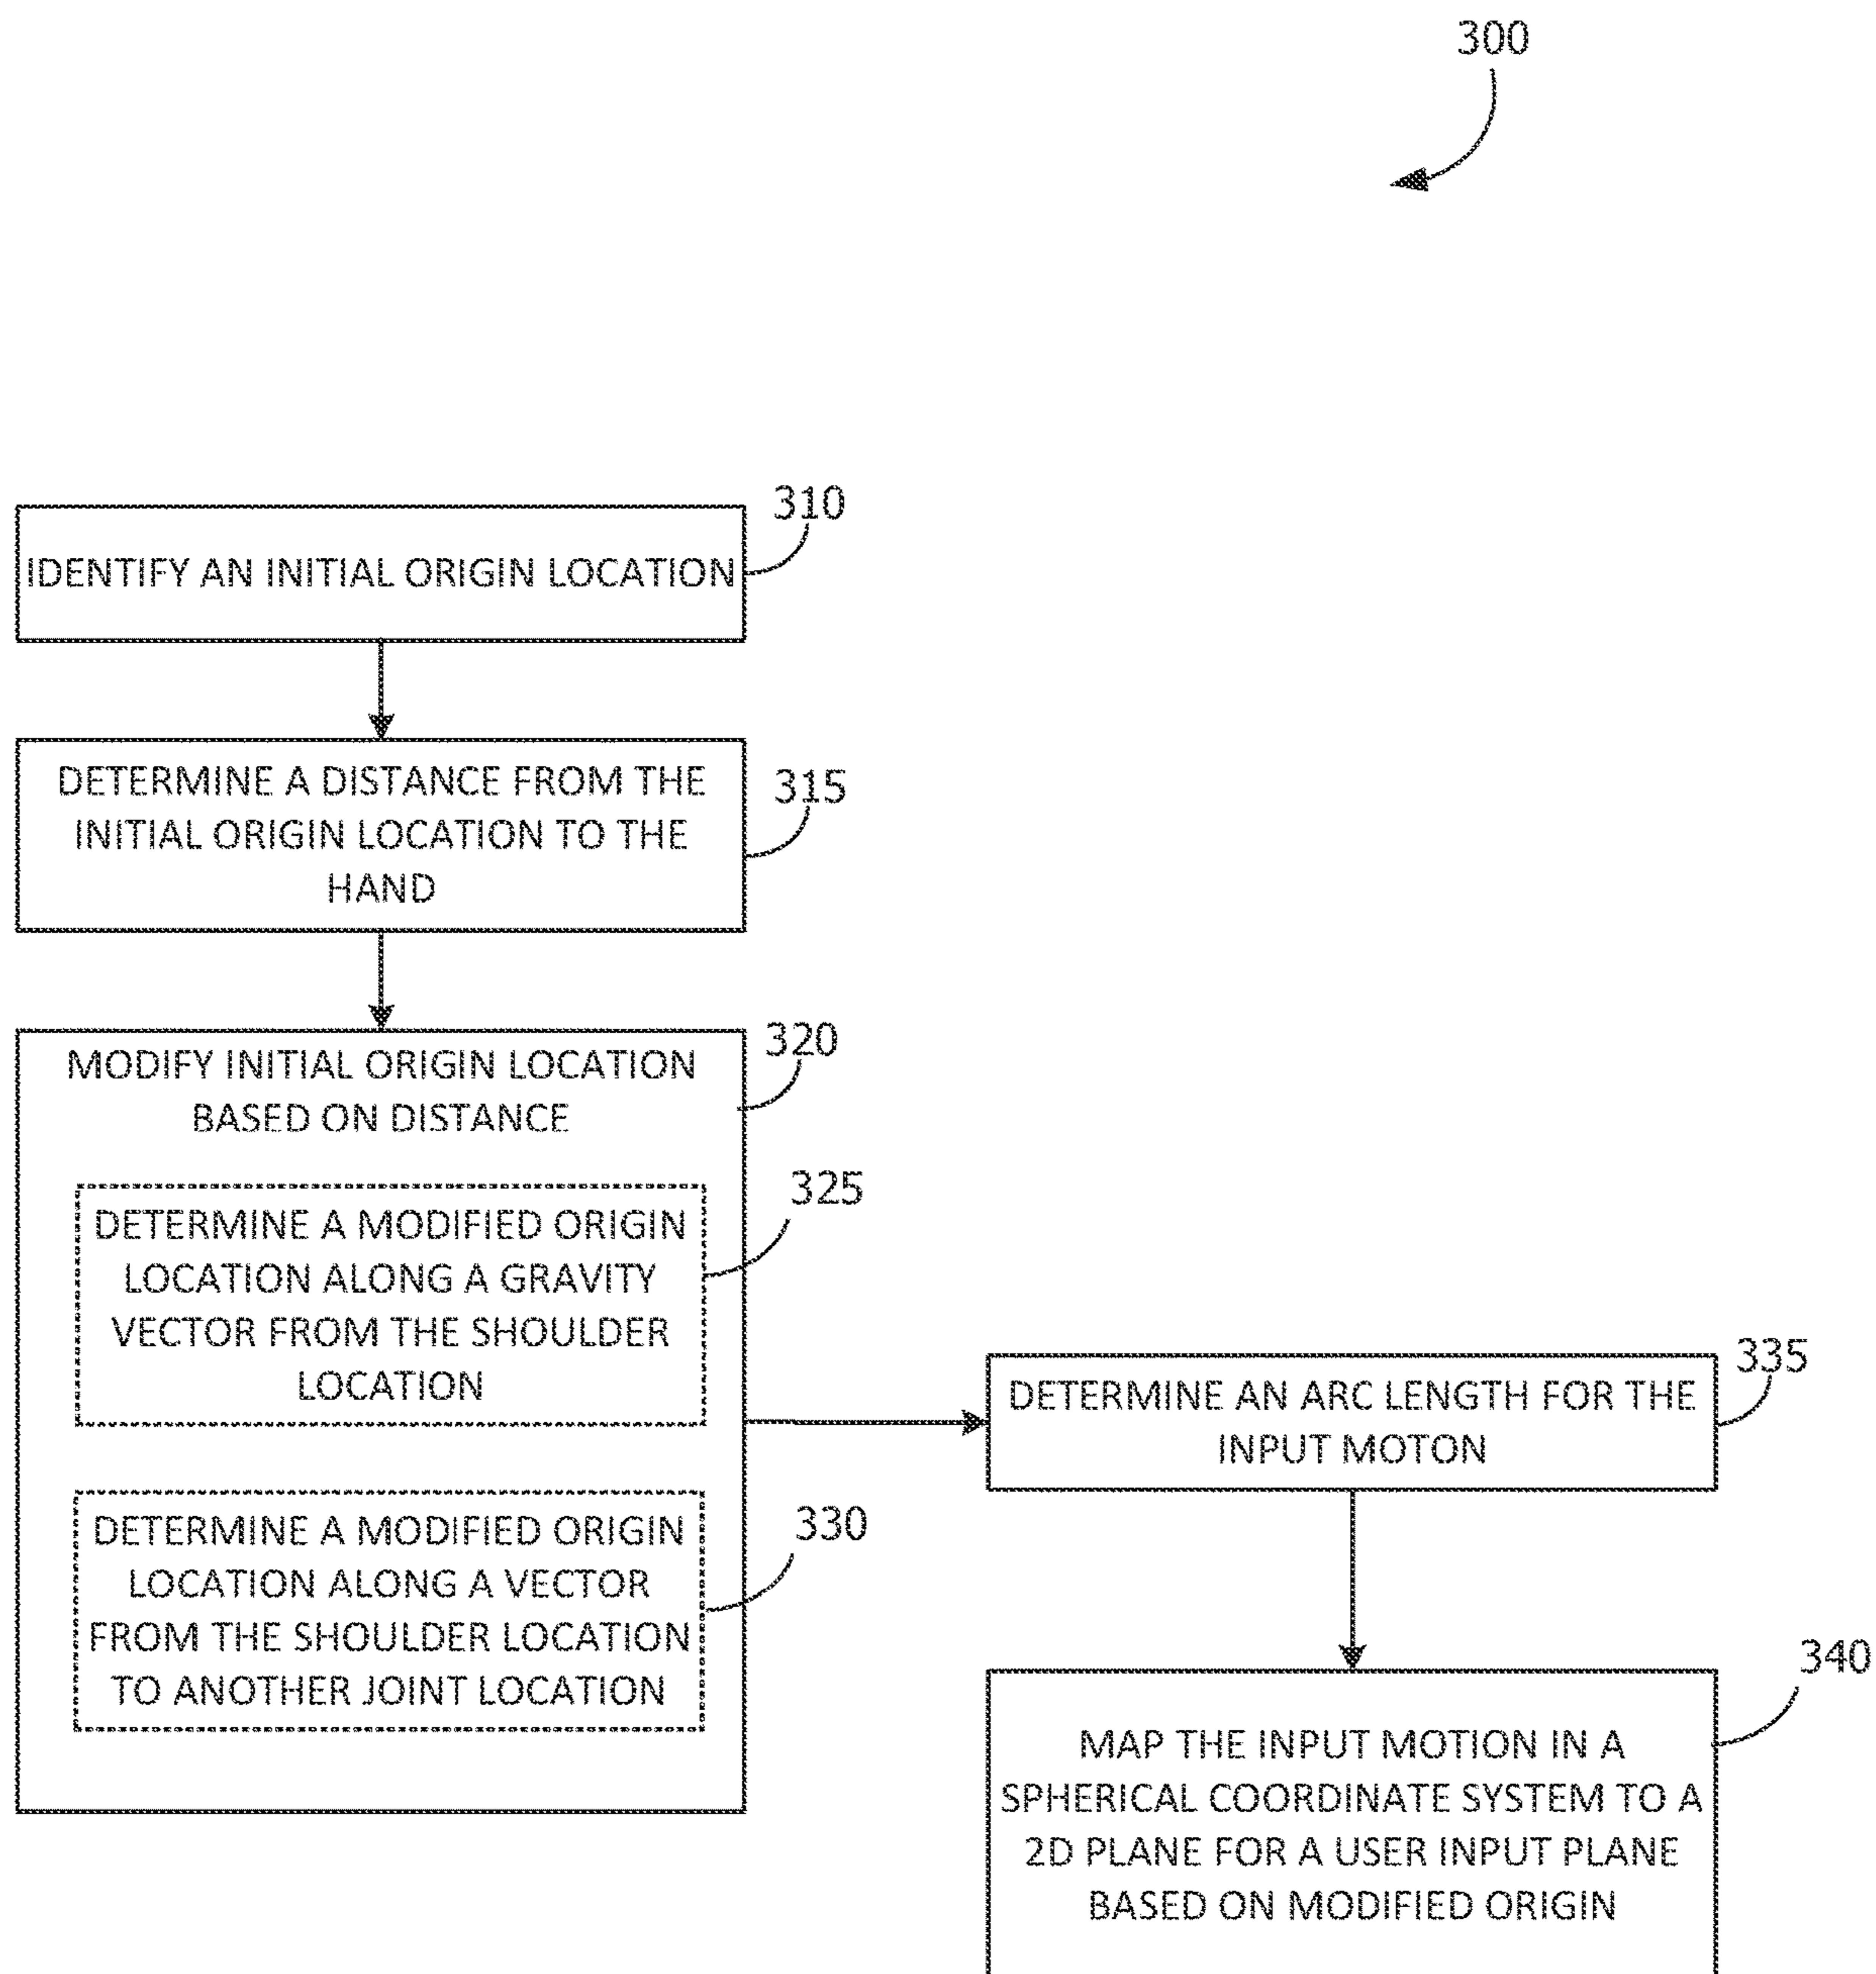 300
310
IDENTIFY AN INITIAL ORIGIN LOCATION
DETERMINE A DISTANCE FROM THE
INITIAL ORIGIN LOCATION TO THE
HAND
315
MODIFY INITIAL ORIGIN LOCATION
BASED ON DISTANCE
320
DETERMINE A MODIFIED ORIGIN
LOCATION ALONG A GRAVITY
VECTOR FROM THE SHOULDER
LOCATION
325
DETERMINE A MODIFIED ORIGIN
LOCATION ALONG A VECTOR
FROM THE SHOULDER LOCATION
TO ANOTHER JOINT LOCATION
330
DETERMINE AN ARC LENGTH FOR THE
INPUT MOTON
335
MAP THE INPUT MOTION IN A
SPHERICAL COORDINATE SYSTEM TO A
2D PLANE FOR A USER INPUT PLANE
BASED ON MODIFIED ORIGIN
340